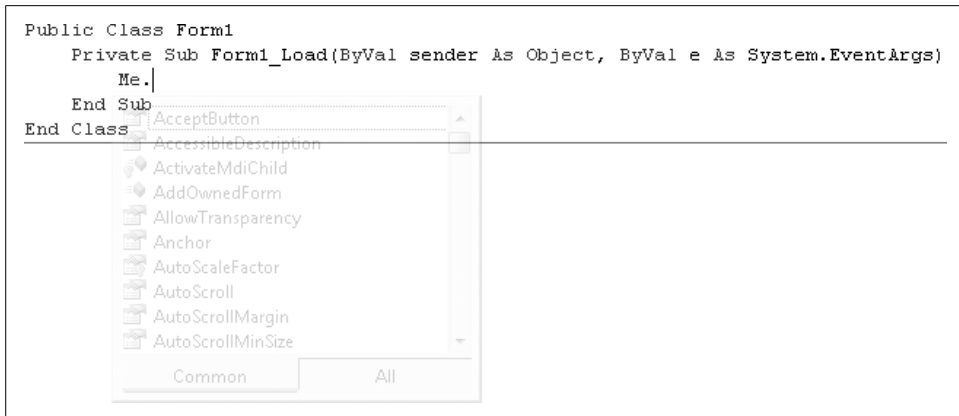 Public Class Form1
Private Sub Form1_Load(ByVal sender As Object, ByVal e As System.EventArgs)
Me.
End Sub
End Class
AcceptButton
AccessibleDescription
ActivateMdiChild
AddOwnedForm
AllowTransparency
Anchor
AutoScaleFactor
AutoScroll
AutoScrollMargin
AutoScrollMinSize
Common All